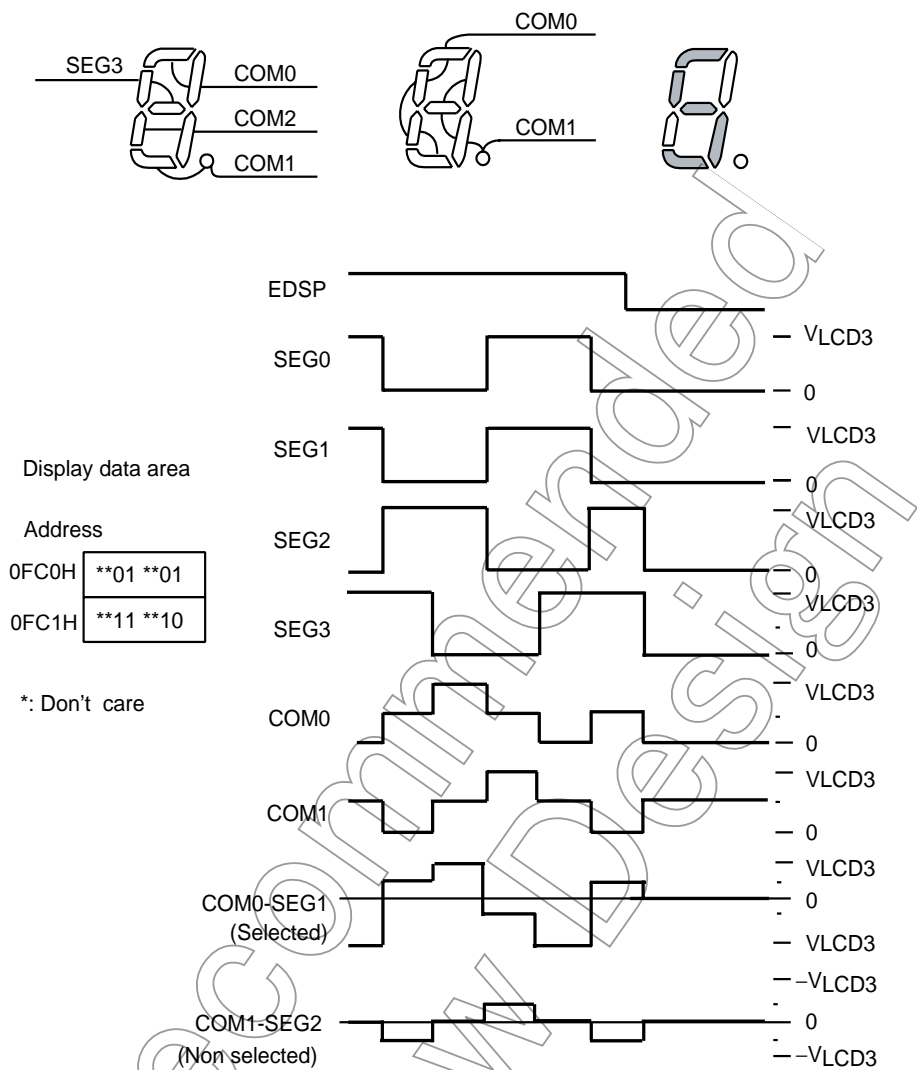 COM0
SEG3
COM0
COM2
COM1
COM1
EDSP
SEG0
VLCD3
0
SEG1
VLCD3
0
Display data area
SEG2
VLCD3
0
Address
0FC0H **01 **01
0FC1H **11 **10
SEG3
VLCD3
0
*: Don't care
COM0
VLCD3
0
COM1
VLCD3
0
COM0-SEG1
(Selected)
VLCD3
0
VLCD3
−VLCD3
COM1-SEG2
(Non selected)
0
−VLCD3
ecommended
w Design